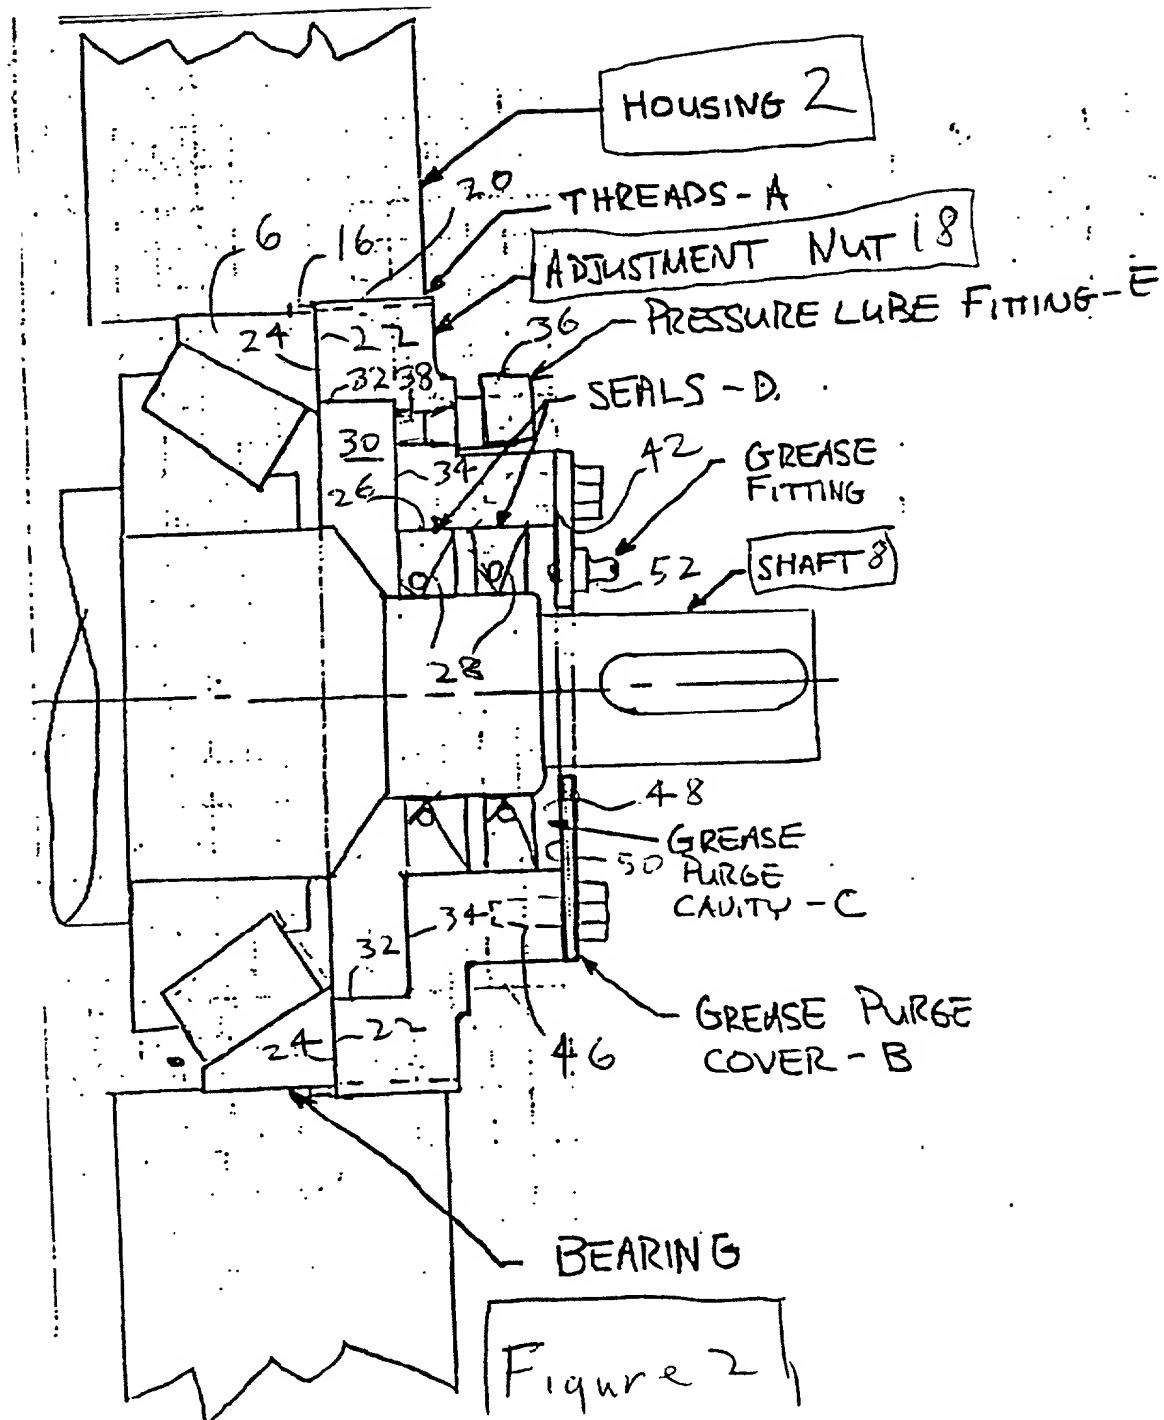 HOUSING 2
20
THREADS-A
6
16
ADJUSTMENT NUT 18
PRESSURE LUBE FITTING-E
36
24
22
32
38
SEALS-D
30
34
42
GREASE
FITTING
26
52
SHAFT 8
28
48
GREASE
50 PURGE
CAVITY-C
34
32
GREASE PURGE
COVER-B
22
24
46
BEARING
Figure 2